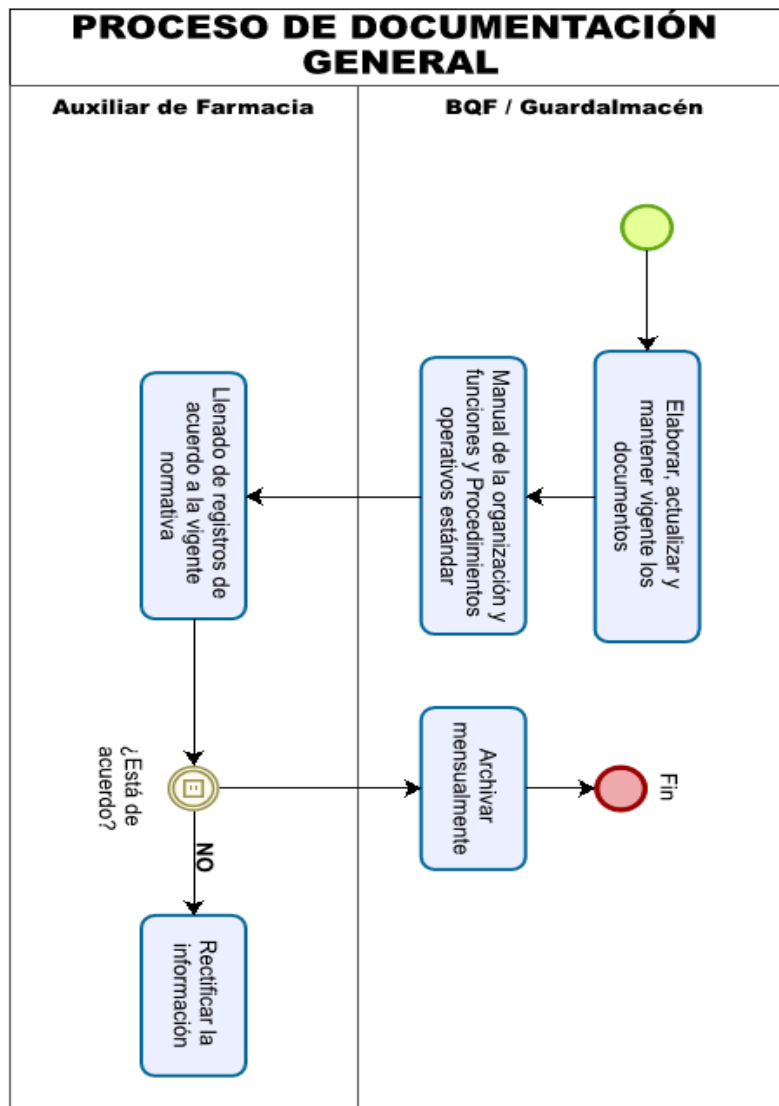 PROCESO DE DOCUMENTACIÓN
GENERAL
Auxiliar de Farmacia
BQF / Guardalmacén
Elaborar, actualizar y
mantener vigente los
documentos
Manual de la organización y
funciones y Procedimientos
operativos estándar
Llenado de registros de
acuerdo a la vigente
normativa
¿Está de
acuerdo?
NO
Rectificar la
información
Archivar
mensualmente
Fin